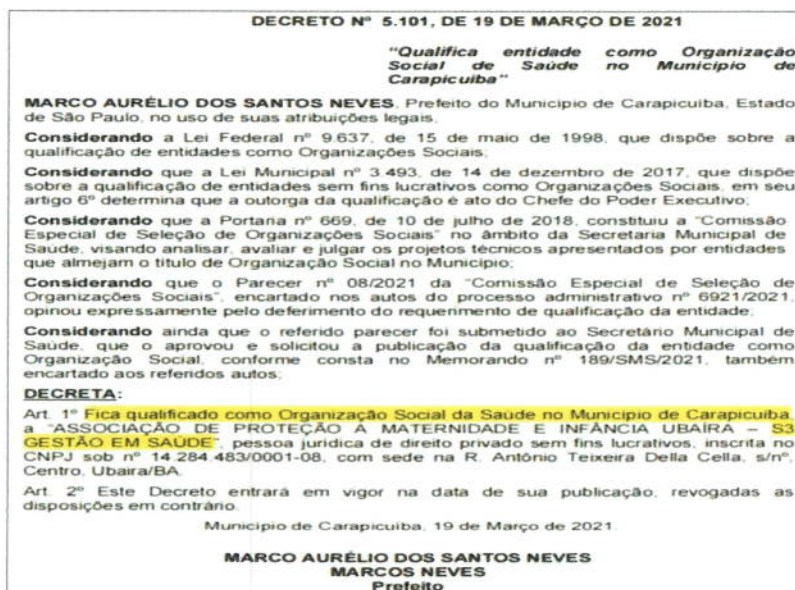 DECRETO Nº 5.101, DE 19 DE MARÇO DE 2021
"Qualifica entidade como Organização
Social de Saúde no Município de
Carapicuíba"
MARCO AURÉLIO DOS SANTOS NEVES, Prefeito do Município de Carapicuíba, Estado
de São Paulo, no uso de suas atribuições legais,
Considerando a Lei Federal nº 9.637, de 15 de maio de 1998, que dispõe sobre a
qualificação de entidades como Organizações Sociais;
Considerando que a Lei Municipal nº 3.493, de 14 de dezembro de 2017, que dispõe
sobre a qualificação de entidades sem fins lucrativos como Organizações Sociais, em seu
artigo 6º determina que a outorga da qualificação é ato do Chefe do Poder Executivo;
Considerando que a Portaria nº 669, de 10 de julho de 2018, constituiu a "Comissão
Especial de Seleção de Organizações Sociais" no âmbito da Secretaria Municipal de
Saúde, visando analisar, avaliar e julgar os projetos técnicos apresentados por entidades
que almejam o título de Organização Social no Município;
Considerando que o Parecer nº 08/2021 da "Comissão Especial de Seleção de
Organizações Sociais", encartado nos autos do processo administrativo nº 6921/2021,
opinou expressamente pelo deferimento do requerimento de qualificação da entidade;
Considerando ainda que o referido parecer foi submetido ao Secretário Municipal de
Saúde, que o aprovou e solicitou a publicação da qualificação da entidade como
Organização Social, conforme consta no Memorando nº 189/SMS/2021, também
encartado aos referidos autos;
DECRETA:
Art. 1º Fica qualificado como Organização Social da Saúde no Município de Carapicuíba,
a "ASSOCIAÇÃO DE PROTEÇÃO À MATERNIDADE E INFÂNCIA UBAÍRA – S3
GESTÃO EM SAÚDE", pessoa jurídica de direito privado sem fins lucrativos, inscrita no
CNPJ sob nº 14.284.483/0001-08, com sede na R. Antônio Teixeira Della Cella, s/nº,
Centro, Ubaíra/BA.
Art. 2º Este Decreto entrará em vigor na data de sua publicação, revogadas as
disposições em contrário.
Município de Carapicuíba, 19 de Março de 2021.
MARCO AURÉLIO DOS SANTOS NEVES
MARCOS NEVES
Prefeito